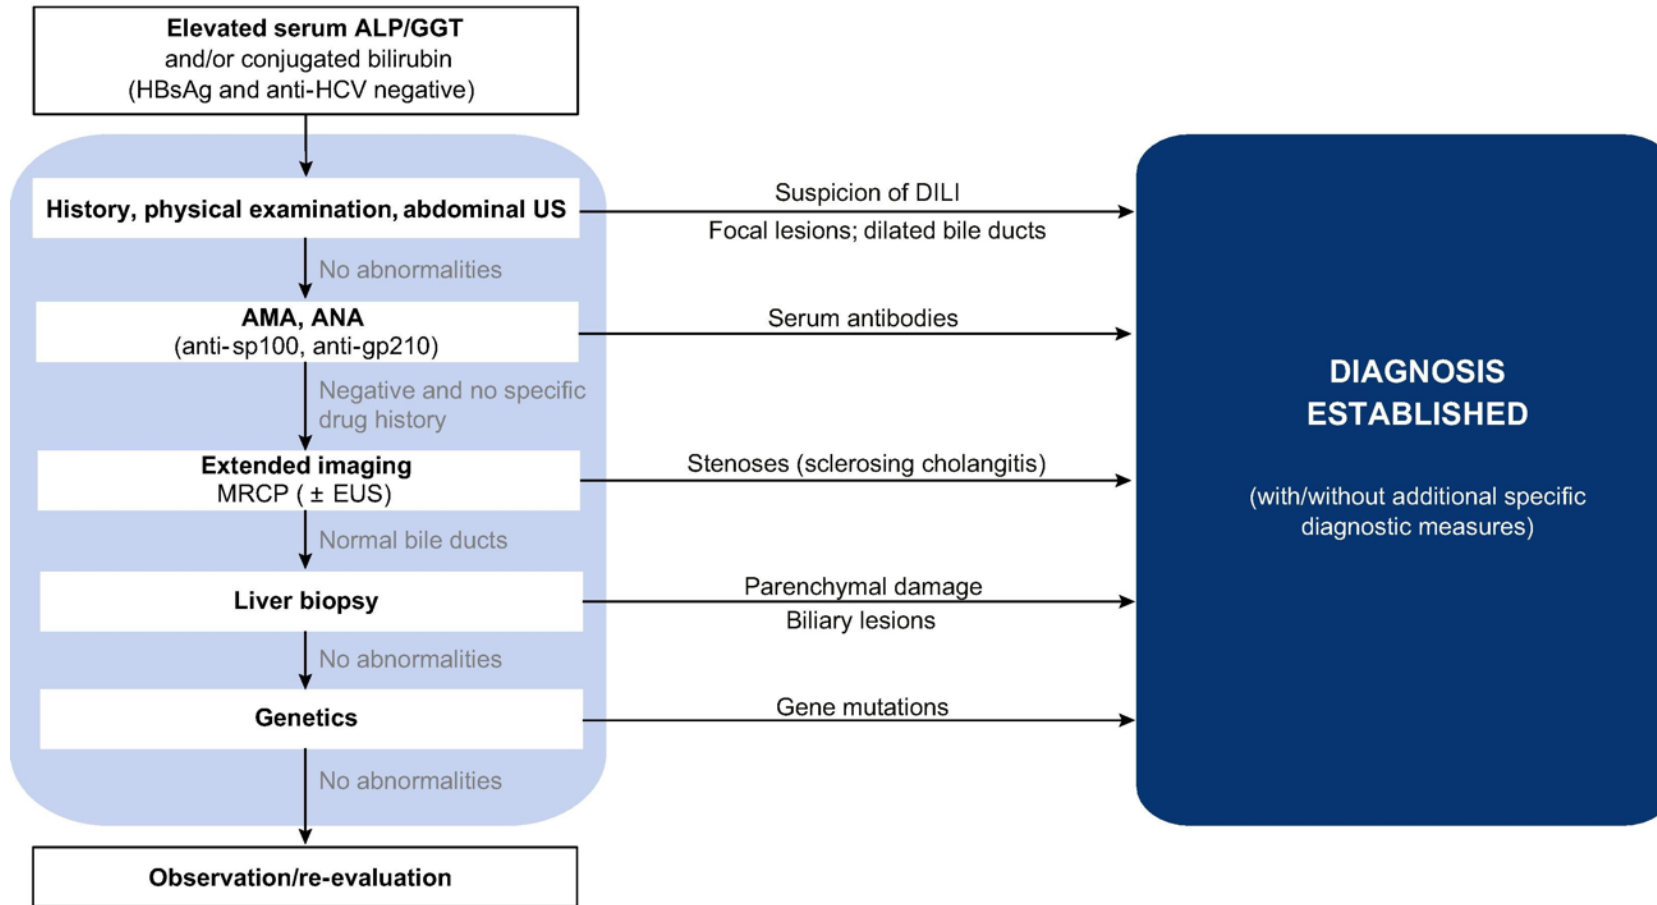 Elevated serum ALP/GGT
and/or conjugated bilirubin
(HBsAg and anti-HCV negative)
History, physical examination, abdominal US
Suspicion of DILI
Focal lesions; dilated bile ducts
No abnormalities
AMA, ANA
(anti-sp100, anti-gp210)
Serum antibodies
Negative and no specific
drug history
Extended imaging
MRCP ( ± EUS)
Stenoses (sclerosing cholangitis)
Normal bile ducts
Liver biopsy
Parenchymal damage
Biliary lesions
No abnormalities
Genetics
Gene mutations
No abnormalities
Observation/re-evaluation
DIAGNOSIS
ESTABLISHED
(with/without additional specific
diagnostic measures)